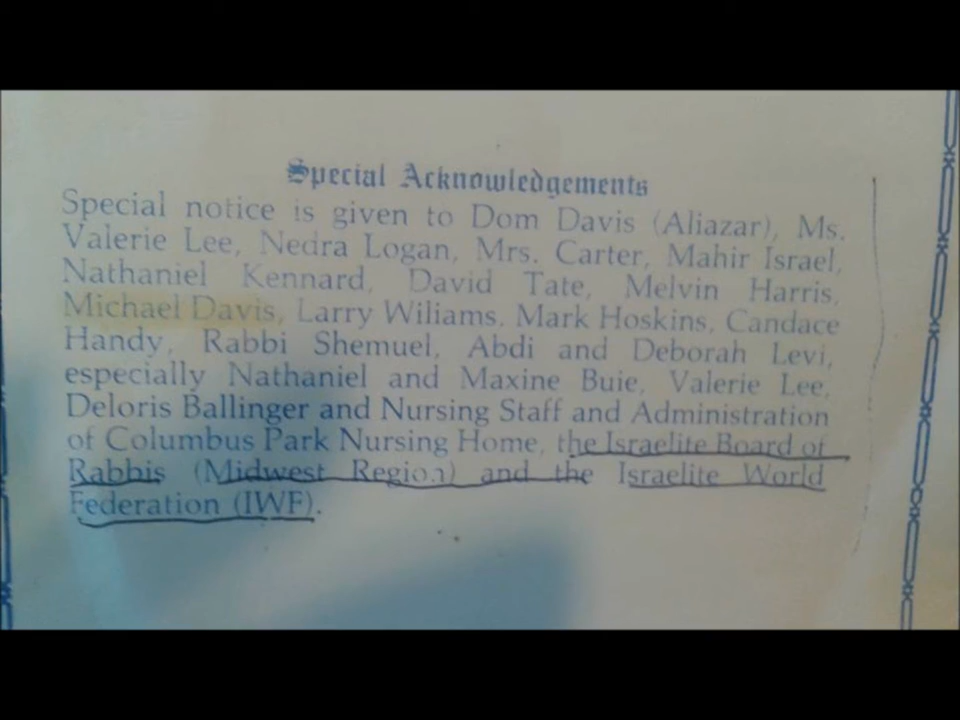 Special Acknowledgements
Special notice is given to Dom Davis (Aliazar), Ms.
Valerie Lee, Nedra Logan, Mrs. Carter, Mahir Israel,
Nathaniel Kennard, David Tate, Melvin Harris,
Michael Davis, Larry Wiliams, Mark Hoskins, Candace
Handy, Rabbi Shemuel, Abdi and Deborah Levi,
especially Nathaniel and Maxine Buie, Valerie Lee,
Deloris Ballinger and Nursing Staff and Administration
of Columbus Park Nursing Home, the Israelite Board of
Rabbis (Midwest Region) and the Israelite World
Federation (IWF).